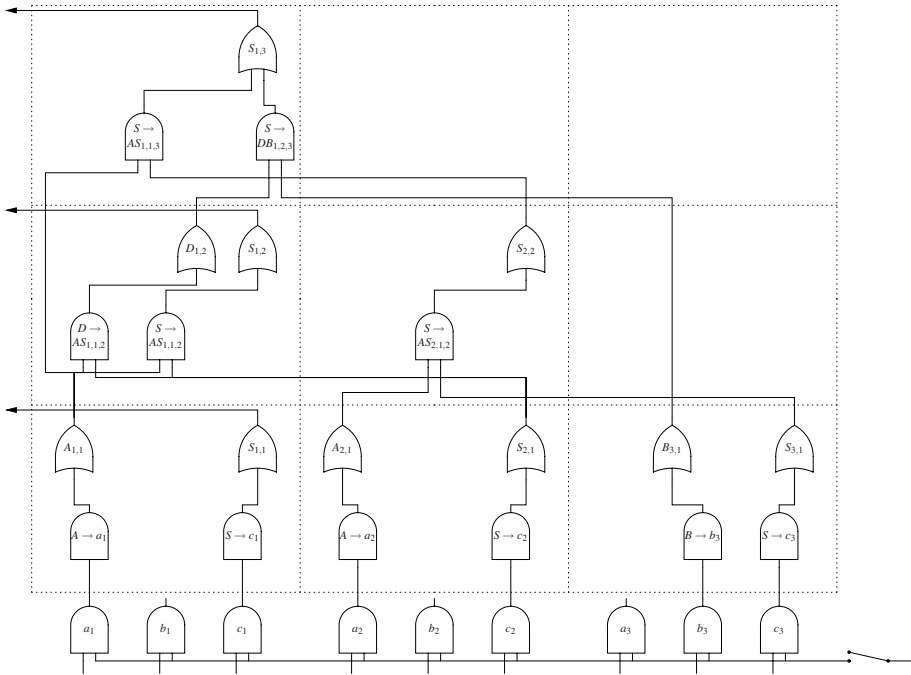 S1,3
S →
AS1,1,3
S →
DB1,2,3
D1,2
S1,2
S2,2
D →
AS1,1,2
S →
AS1,1,2
S →
AS2,1,2
A1,1
S1,1
A2,1
S2,1
B3,1
S3,1
A → a1
S → c1
A → a2
S → c2
B → b3
S → c3
a1
b1
c1
a2
b2
c2
a3
b3
c3